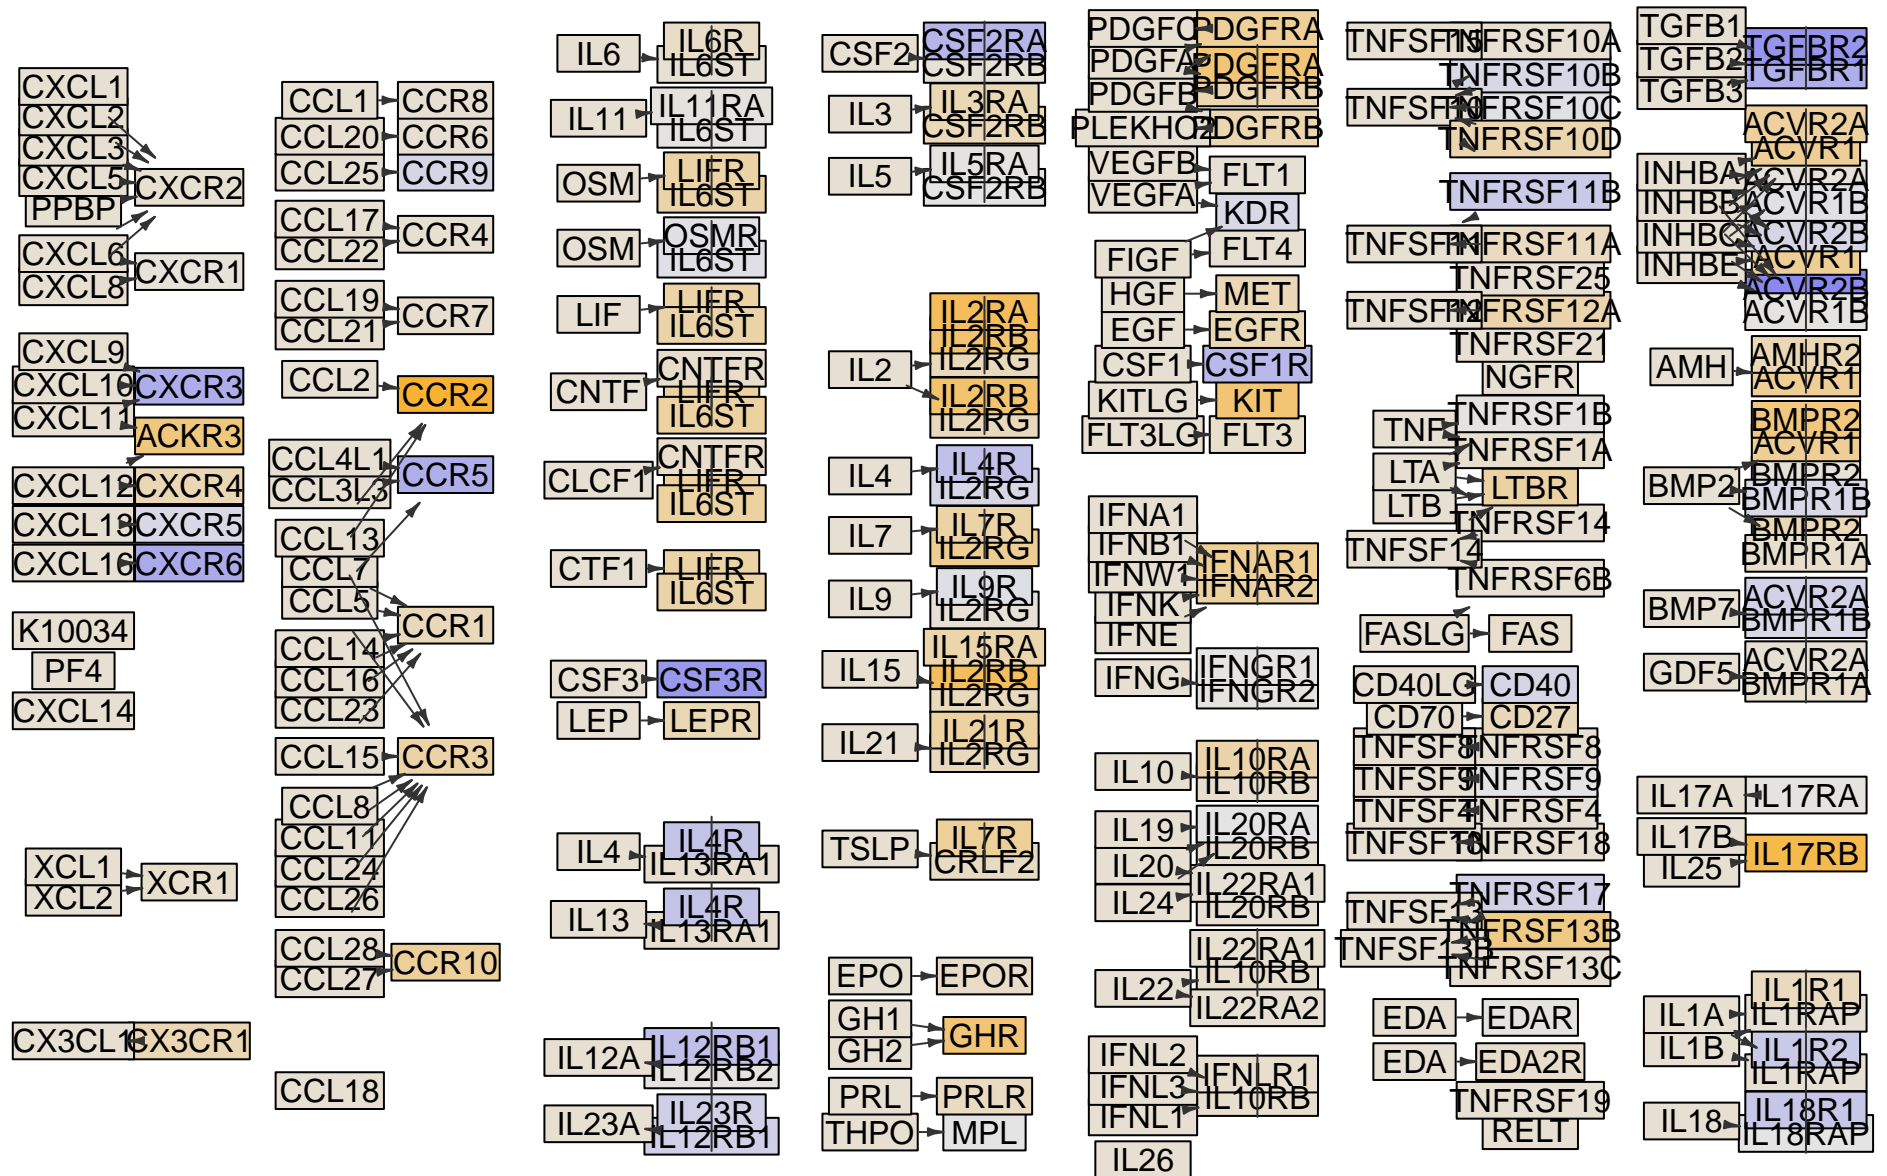 CXCL1
CXCL2
CXCL3
CXCL5
PPBP
CXCR2
CXCL6
CXCL8
CXCR1
CXCL9
CXCL10
CXCR3
CXCL11
ACKR3
CXCL12
CXCR4
CXCL13
CXCR5
CXCL16
CXCR6
K10034
PF4
CXCL14
XCL1
XCL2
XCR1
CX3CL1
CX3CR1
CCL1
CCR8
CCL20
CCR6
CCL25
CCR9
CCL17
CCL22
CCR4
CCL19
CCL21
CCR7
CCL2
CCR2
CCL4L1
CCL3L3
CCR5
CCL13
CCL7
CCL5
CCR1
CCL14
CCL16
CCL23
CCL15
CCR3
CCL8
CCL11
CCL24
CCL26
CCL28
CCL27
CCR10
CCL18
IL6
IL6R
IL6ST
IL11
IL11RA
IL6ST
OSM
LIFR
IL6ST
OSM
OSMR
IL6ST
LIF
LIFR
IL6ST
CNTF
CNTFR
LIFR
IL6ST
CLCF1
CNTFR
LIFR
IL6ST
CTF1
LIFR
IL6ST
CSF3
CSF3R
LEP
LEPR
IL4
IL4R
IL13RA1
IL13
IL4R
IL13RA1
IL12A
IL12RB1
IL12RB2
IL23A
IL23R
IL12RB1
CSF2
CSF2RA
CSF2RB
IL3
IL3RA
CSF2RB
IL5
IL5RA
CSF2RB
IL2
IL2RA
IL2RB
IL2RG
IL2RB
IL2RG
IL4
IL4R
IL2RG
IL7
IL7R
IL2RG
IL9
IL9R
IL2RG
IL15
IL15RA
IL2RB
IL2RG
IL21
IL21R
IL2RG
TSLP
IL7R
CRLF2
EPO
EPOR
GH1
GH2
GHR
PRL
PRLR
THPO
MPL
PDGFC
PDGFRA
PDGFA
PDGFRA
PDGFB
PDGFRB
PLEKHO2
PDGFRB
VEGFB
VEGFA
FLT1
KDR
FIGF
FLT4
HGF
MET
EGF
EGFR
CSF1
CSF1R
KITLG
KIT
FLT3LG
FLT3
IFNA1
IFNB1
IFNW1
IFNK
IFNE
IFNAR1
IFNAR2
IFNG
IFNGR1
IFNGR2
IL10
IL10RA
IL10RB
IL19
IL20RA
IL20RB
IL20
IL24
IL22RA1
IL20RB
IL22
IL22RA1
IL10RB
IL22RA2
IFNL2
IFNL3
IFNL1
IFNLR1
IL10RB
IL26
TNFSF15
TNFRSF10A
TNFRSF10B
TNFSF10
TNFRSF10C
TNFRSF10D
TNFRSF11B
TNFSF11
TNFRSF11A
TNFRSF25
TNFSF12
TNFRSF12A
TNFRSF21
NGFR
TNFRSF1B
TNF
TNFRSF1A
LTA
LTB
LTBR
TNFRSF14
TNFSF14
TNFRSF6B
FASLG
FAS
CD40LG
CD40
CD70
CD27
TNFSF8
TNFRSF8
TNFSF9
TNFRSF9
TNFSF4
TNFRSF4
TNFSF18
TNFRSF18
TNFRSF17
TNFSF13
TNFRSF13B
TNFSF13B
TNFRSF13C
EDA
EDAR
EDA
EDA2R
TNFRSF19
RELT
TGFB1
TGFB2
TGFB3
TGFBR2
TGFBR1
ACVR2A
ACVR1
INHBA
ACVR2A
INHBB
ACVR1B
INHBC
ACVR2B
INHBE
ACVR1
ACVR2B
ACVR1B
AMH
AMHR2
ACVR1
BMPR2
ACVR1
BMP2
BMPR2
BMPR1B
BMPR2
BMPR1A
BMP7
ACVR2A
BMPR1B
GDF5
ACVR2A
BMPR1A
IL17A
IL17RA
IL17B
IL25
IL17RB
IL1A
IL1R1
IL1RAP
IL1B
IL1R2
IL1RAP
IL18
IL18R1
IL18RAP